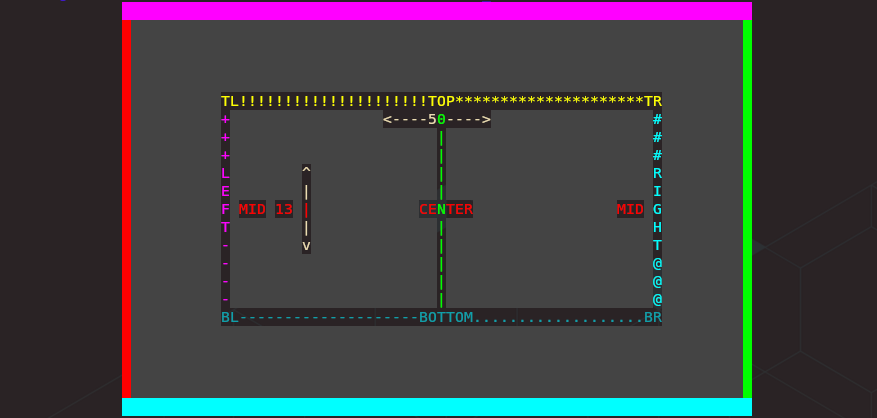 TL!!!!!!!!!!!!!!!!!!!!!TOP*********************TR
+                 <----50---->                  #
+                       |                       #
+                       |                       #
L        ^              |                       R
E        |              |                       I
F MID 13 |            CENTER                MID G
T        |              |                       H
-        v              |                       T
-                       |                       @
-                       |                       @
-                       |                       @
BL--------------------BOTTOM...................BR